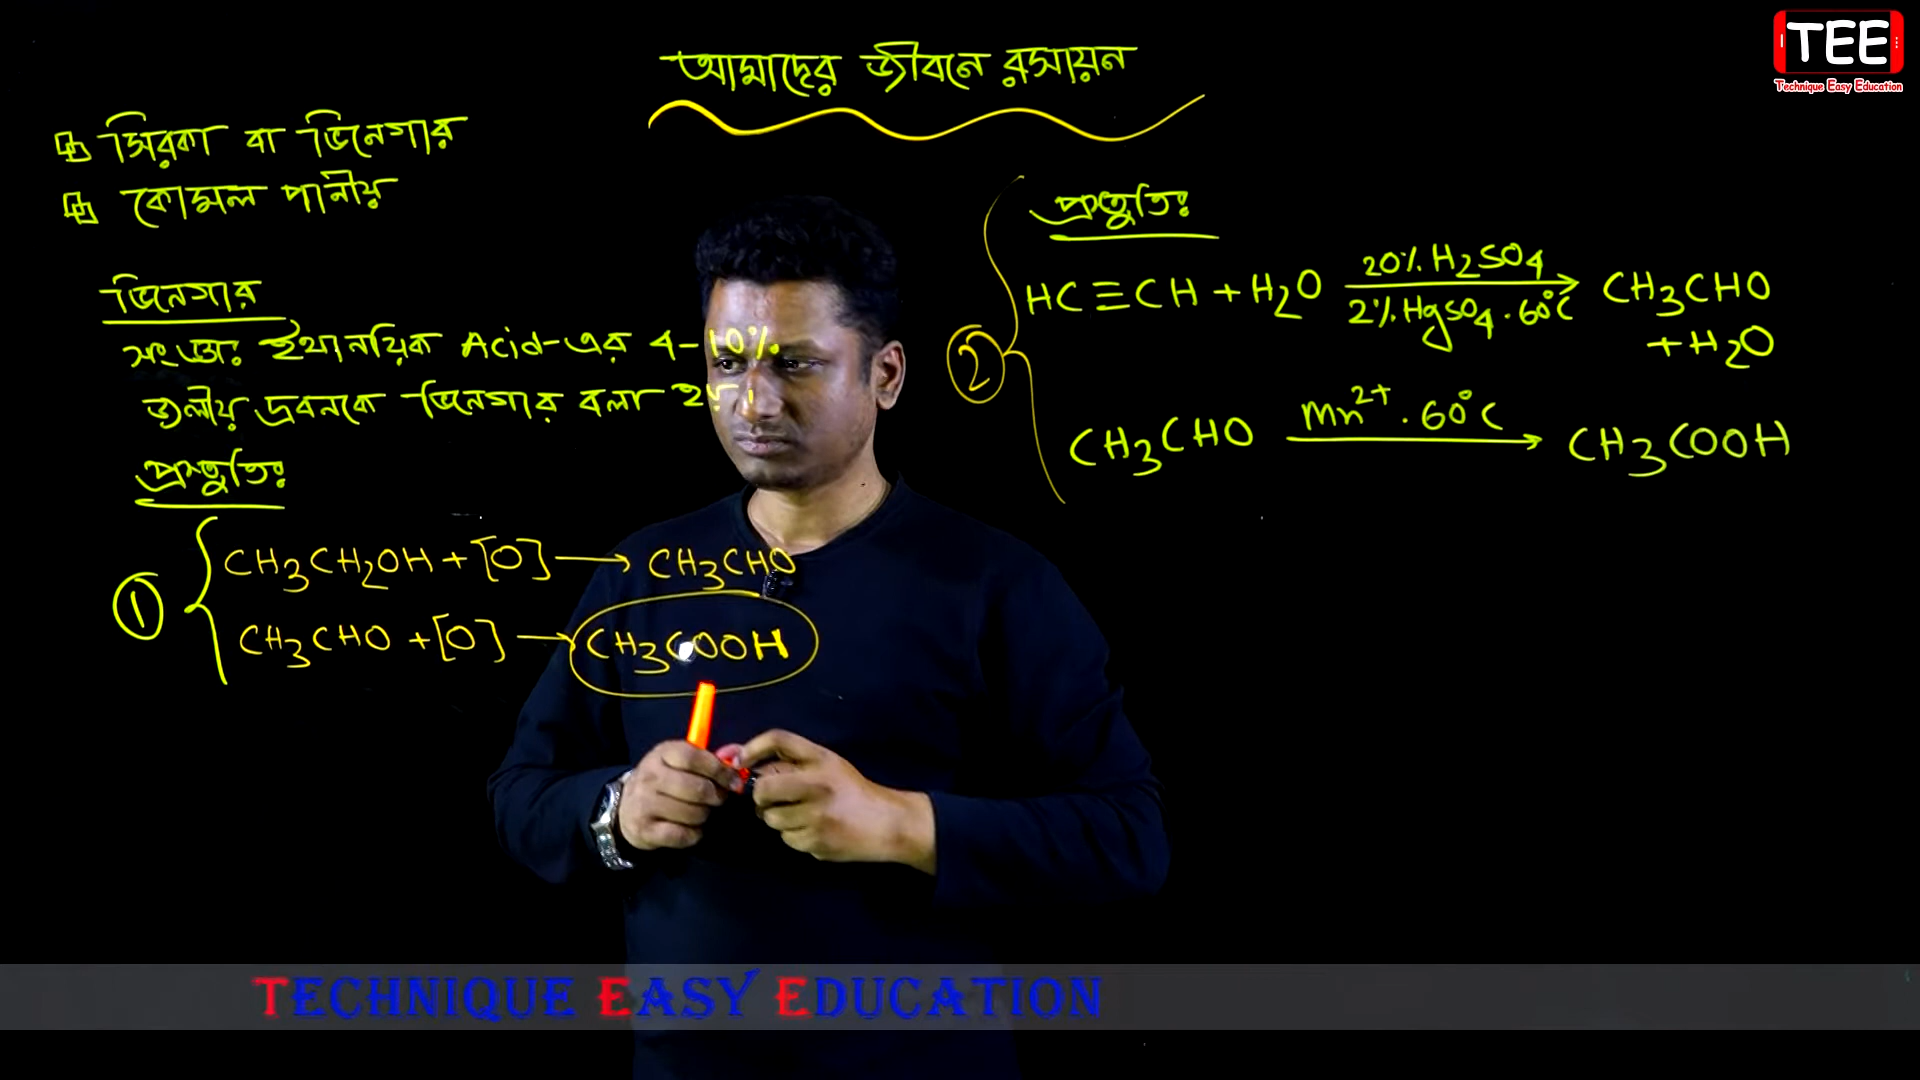 আমাদের জীবনে রসায়ন
TEE
Technique Easy Education
সিরকা বা ভিনেগার
কোমল পানীয়
ভিনেগার
সংজ্ঞাঃ ইথানয়িক Acid-এর 4-10%
জলীয় দ্রবনকে ভিনেগার বলা হয়।
প্রস্তুতিঃ
① CH3CH2OH + [O] ⟶ CH3CHO
CH3CHO + [O] ⟶ CH3COOH
② প্রস্তুতিঃ
20% H2SO4
HC≡CH + H2O ⟶ CH3CHO
2% HgSO4 . 60°C
+ H2O
Mn2+ . 60°C
CH3CHO ⟶ CH3COOH
TECHNIQUE EASY EDUCATION